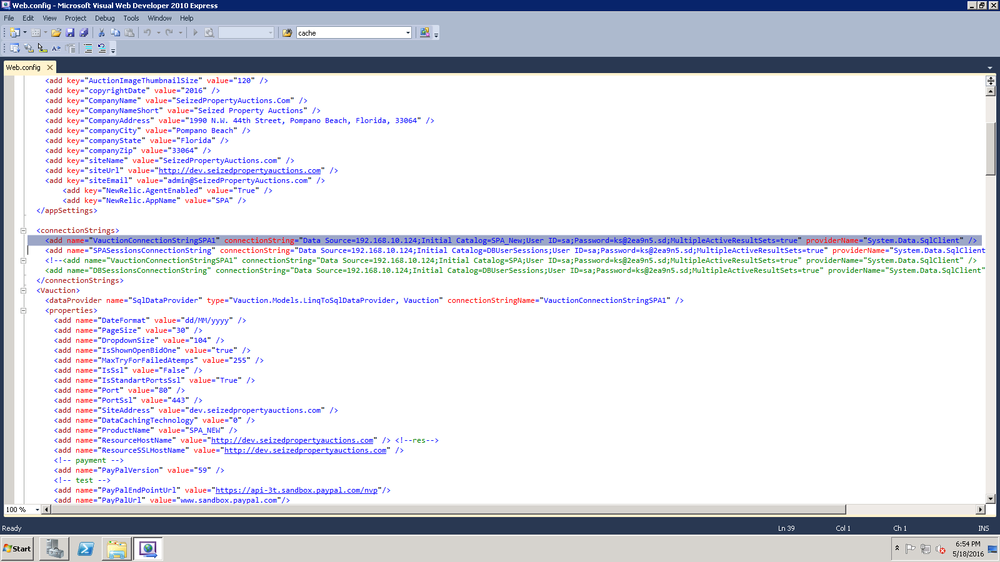 Web.config - Microsoft Visual Web Developer 2010 Express
File Edit View Project Debug Tools Window Help
cache
Web.config
<add key="AuctionImageThumbnailSize" value="120" />
<add key="copyrightDate" value="2016" />
<add key="CompanyName" value="SeizedPropertyAuctions.Com" />
<add key="CompanyNameShort" value="Seized Property Auctions" />
<add key="CompanyAddress" value="1990 N.W. 44th Street, Pompano Beach, Florida, 33064" />
<add key="companyCity" value="Pompano Beach" />
<add key="companyState" value="Florida" />
<add key="companyZip" value="33064" />
<add key="siteName" value="SeizedPropertyAuctions.com" />
<add key="siteUrl" value="http://dev.seizedpropertyauctions.com" />
<add key="siteEmail" value="admin@SeizedPropertyAuctions.com" />
<add key="NewRelic.AgentEnabled" value="True" />
<add key="NewRelic.AppName" value="SPA" />
</appSettings>
<connectionStrings>
<add name="VauctionConnectionStringSPA1" connectionString="Data Source=192.168.10.124;Initial Catalog=SPA_New;User ID=sa;Password=ks@2ea9n5.sd;MultipleActiveResultSets=true" providerName="System.Data.SqlClient" />
<add name="SPASessionsConnectionString" connectionString="Data Source=192.168.10.124;Initial Catalog=DBUserSessions;User ID=sa;Password=ks@2ea9n5.sd;MultipleActiveResultSets=true" providerName="System.Data.SqlClient
<!--<add name="VauctionConnectionStringSPA1" connectionString="Data Source=192.168.10.124;Initial Catalog=SPA;User ID=sa;Password=ks@2ea9n5.sd;MultipleActiveResultSets=true" providerName="System.Data.SqlClient" />
<add name="DBSessionsConnectionString" connectionString="Data Source=192.168.10.124;Initial Catalog=DBUserSessions;User ID=sa;Password=ks@2ea9n5.sd;MultipleActiveResultSets=true" providerName="System.Data.SqlClient"
</connectionStrings>
<Vauction>
<dataProvider name="SqlDataProvider" type="Vauction.Models.LinqToSqlDataProvider, Vauction" connectionStringName="VauctionConnectionStringSPA1" />
<properties>
<add name="DateFormat" value="dd/MM/yyyy" />
<add name="PageSize" value="30" />
<add name="DropdownSize" value="104" />
<add name="IsShownOpenBidOne" value="true" />
<add name="MaxTryForFailedAtemps" value="255" />
<add name="IsSsl" value="False" />
<add name="IsStandartPortsSsl" value="True" />
<add name="Port" value="80" />
<add name="PortSsl" value="443" />
<add name="SiteAddress" value="dev.seizedpropertyauctions.com" />
<add name="DataCachingTechnology" value="0" />
<add name="ProductName" value="SPA_NEW" />
<add name="ResourceHostName" value="http://dev.seizedpropertyauctions.com" /> <!--res-->
<add name="ResourceSSLHostName" value="http://dev.seizedpropertyauctions.com" />
<!-- payment -->
<add name="PayPalVersion" value="59" />
<!-- test -->
<add name="PayPalEndPointUrl" value="https://api-3t.sandbox.paypal.com/nvp"/>
<add name="PayPalUrl" value="www.sandbox.paypal.com"/>
100 %
Ready Ln 39 Col 1 Ch 1 INS
Start
6:54 PM
5/18/2016